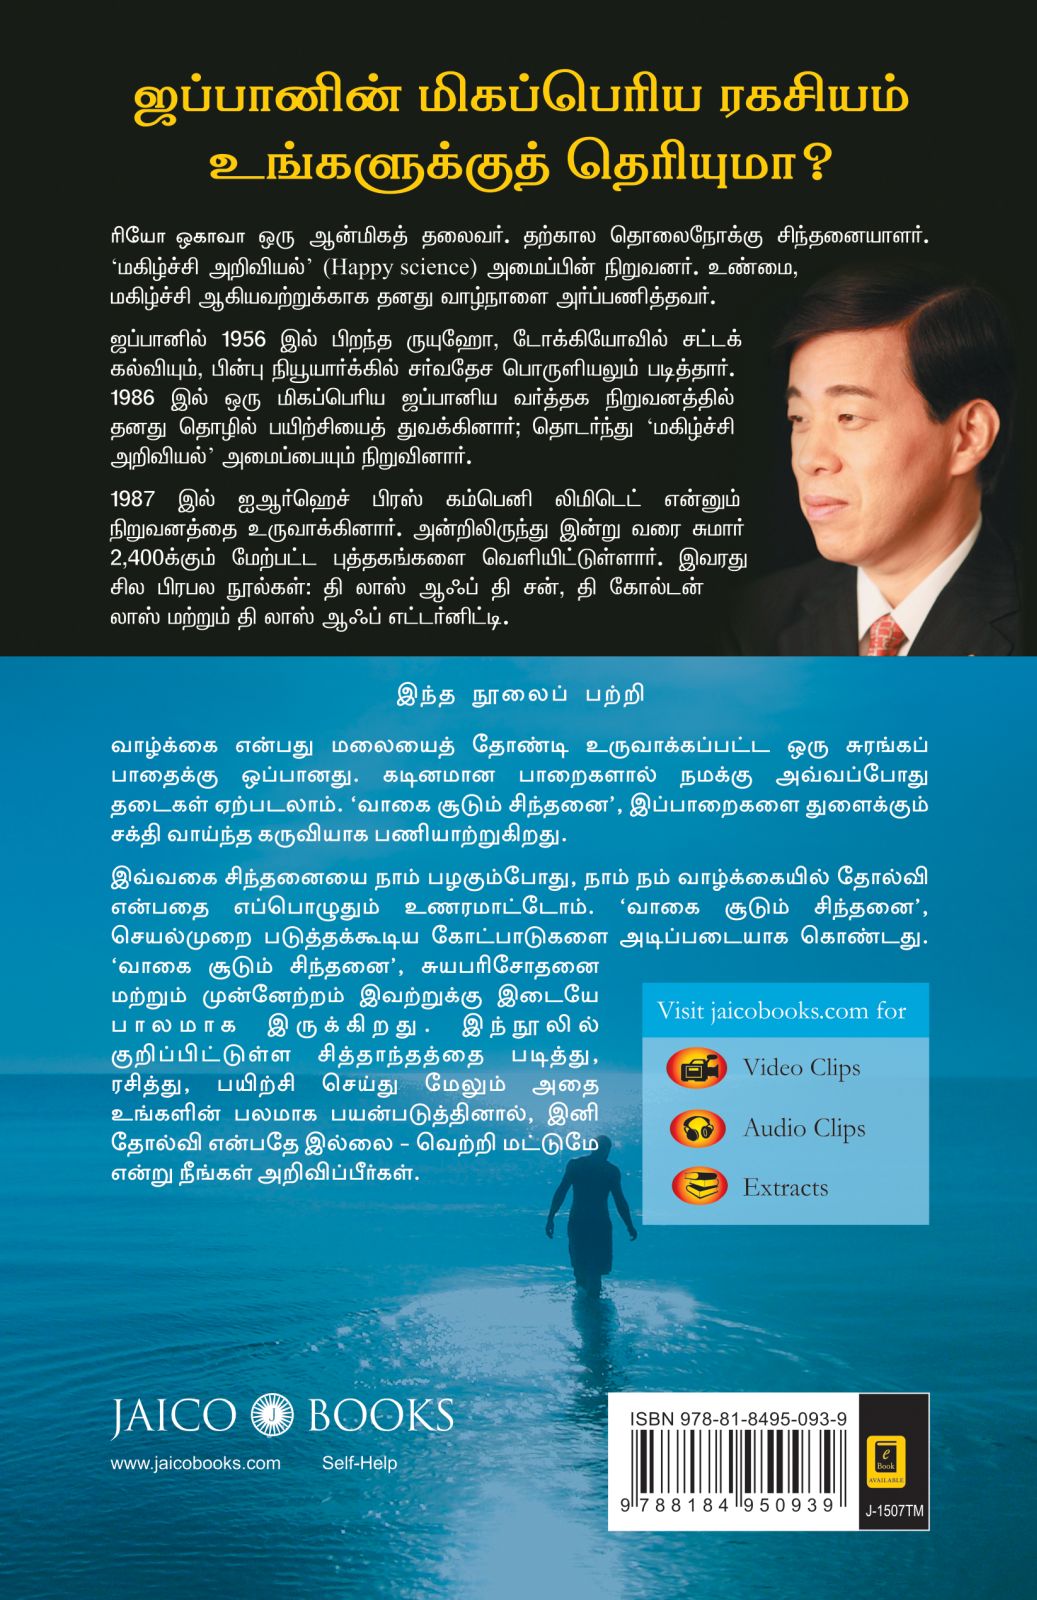 ஜப்பானின் மிகப்பெரிய ரகசியம்
உங்களுக்குத் தெரியுமா?
ரியோ ஒகாவா ஒரு ஆன்மிகத் தலைவர். தற்கால தொலைநோக்கு சிந்தனையாளர்.
‘மகிழ்ச்சி அறிவியல்’ (Happy science) அமைப்பின் நிறுவனர். உண்மை,
மகிழ்ச்சி ஆகியவற்றுக்காக தனது வாழ்நாளை அர்ப்பணித்தவர்.
ஜப்பானில் 1956 இல் பிறந்த ருயுஹோ, டோக்கியோவில் சட்டக்
கல்வியும், பின்பு நியூயார்க்கில் சர்வதேச பொருளியலும் படித்தார்.
1986 இல் ஒரு மிகப்பெரிய ஜப்பானிய வர்த்தக நிறுவனத்தில்
தனது தொழில் பயிற்சியைத் துவக்கினார்; தொடர்ந்து ‘மகிழ்ச்சி
அறிவியல்’ அமைப்பையும் நிறுவினார்.
1987 இல் ஐஆர்ஹெச் பிரஸ் கம்பெனி லிமிடெட் என்னும்
நிறுவனத்தை உருவாக்கினார். அன்றிலிருந்து இன்று வரை சுமார்
2,400க்கும் மேற்பட்ட புத்தகங்களை வெளியிட்டுள்ளார். இவரது
சில பிரபல நூல்கள்: தி லாஸ் ஆஃப் தி சன், தி கோல்டன்
லாஸ் மற்றும் தி லாஸ் ஆஃப் எட்டர்னிட்டி.
இந்த நூலைப் பற்றி
வாழ்க்கை என்பது மலையைத் தோண்டி உருவாக்கப்பட்ட ஒரு சுரங்கப்
பாதைக்கு ஒப்பானது. கடினமான பாறைகளால் நமக்கு அவ்வப்போது
தடைகள் ஏற்படலாம். ‘வாகை சூடும் சிந்தனை’, இப்பாறைகளை துளைக்கும்
சக்தி வாய்ந்த கருவியாக பணியாற்றுகிறது.
இவ்வகை சிந்தனையை நாம் பழகும்போது, நாம் நம் வாழ்க்கையில் தோல்வி
என்பதை எப்பொழுதும் உணரமாட்டோம். ‘வாகை சூடும் சிந்தனை’,
செயல்முறை படுத்தக்கூடிய கோட்பாடுகளை அடிப்படையாக கொண்டது.
‘வாகை சூடும் சிந்தனை’, சுயபரிசோதனை
மற்றும் முன்னேற்றம் இவற்றுக்கு இடையே
பாலமாக இருக்கிறது. இந்நூலில்
குறிப்பிட்டுள்ள சித்தாந்தத்தை படித்து,
ரசித்து, பயிற்சி செய்து மேலும் அதை
உங்களின் பலமாக பயன்படுத்தினால், இனி
தோல்வி என்பதே இல்லை – வெற்றி மட்டுமே
என்று நீங்கள் அறிவிப்பீர்கள்.
Visit jaicobooks.com for
Video Clips
Audio Clips
Extracts
JAICO J BOOKS
www.jaicobooks.com Self-Help
ISBN 978-81-8495-093-9
9 788184 950939
e
Book
AVAILABLE
J-1507TM